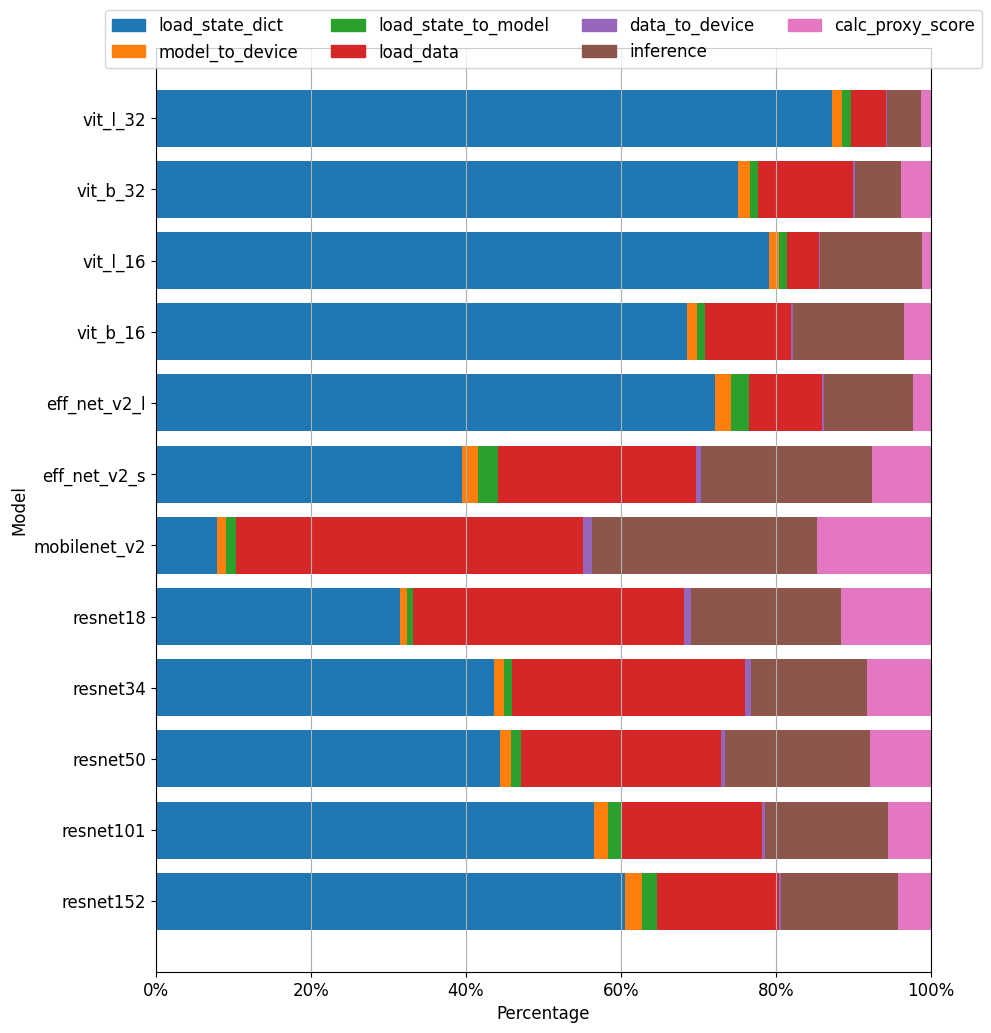 load_state_dict load_state_to_model data_to_device calc_proxy_score
model_to_device load_data inference
vit_l_32
vit_b_32
vit_l_16
vit_b_16
eff_net_v2_l
eff_net_v2_s
mobilenet_v2
resnet18
resnet34
resnet50
resnet101
resnet152
Model
0% 20% 40% 60% 80% 100%
Percentage